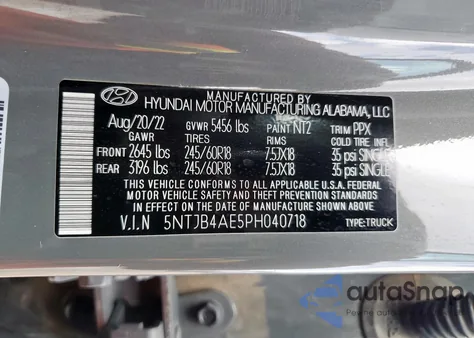 MANUFACTURED BY
HYUNDAI MOTOR MANUFACTURING ALABAMA, LLC
Aug/20/22 GVWR 5456 lbs PAINT NT2 TRIM PPX
GAWR TIRES RIMS COLD TIRE INFL
FRONT 2645 lbs 245/60R18 7.5JX18 35 psi SINGLE
REAR 3196 lbs 245/60R18 7.5JX18 35 psi SINGLE
THIS VEHICLE CONFORMS TO ALL APPLICABLE U.S.A. FEDERAL
MOTOR VEHICLE SAFETY AND THEFT PREVENTION STANDARDS
IN EFFECT ON THE DATE OF MANUFACTURE SHOWN ABOVE.
V.I.N 5NTJB4AE5PH040718 TYPE:TRUCK
autoSnap
Pewne auto